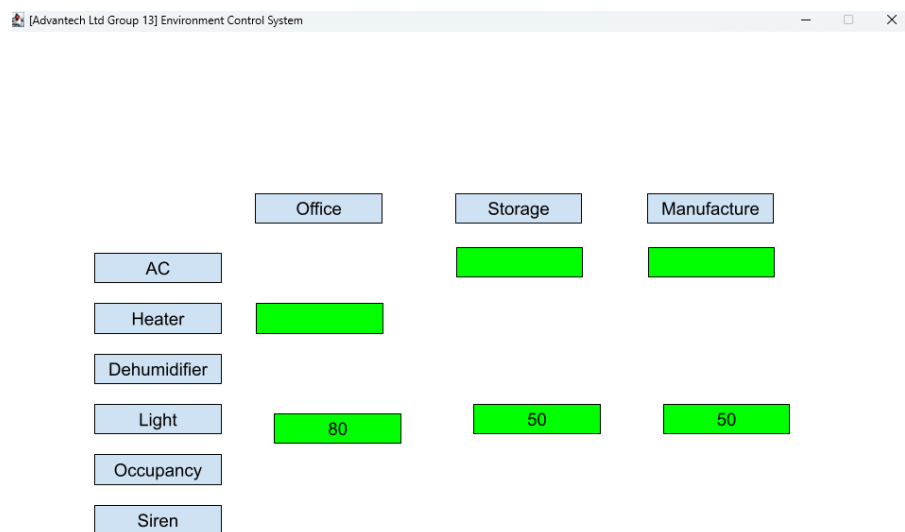 [Advantech Ltd Group 13] Environment Control System
Office Storage Manufacture
AC
Heater
Dehumidifier
Light 80 50 50
Occupancy
Siren